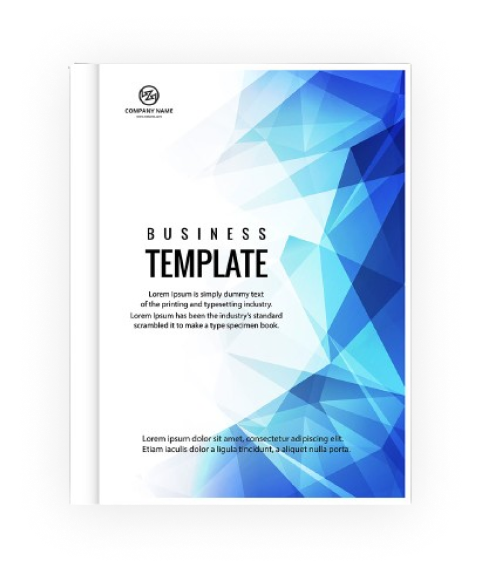 COMPANY NAME
BUSINESS
TEMPLATE
Lorem Ipsum is simply dummy text
of the printing and typesetting industry.
Lorem Ipsum has been the industry's standard
scrambled it to make a type specimen book.
Lorem ipsum dolor sit amet, consectetur adipiscing elit.
Etiam iaculis dolor a ligula tincidunt, a aliquet nulla porta.